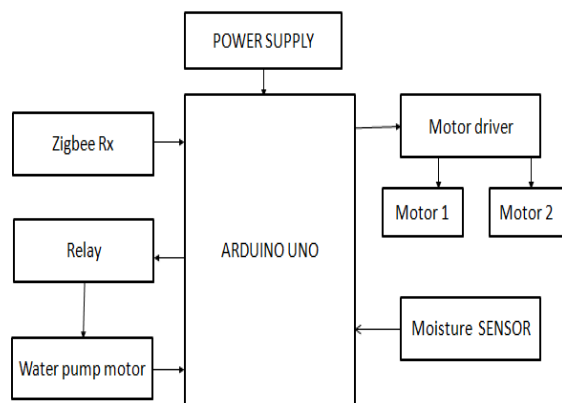 POWER SUPPLY
Zigbee Rx
Motor driver
Motor 1
Motor 2
Relay
ARDUINO UNO
Moisture SENSOR
Water pump motor